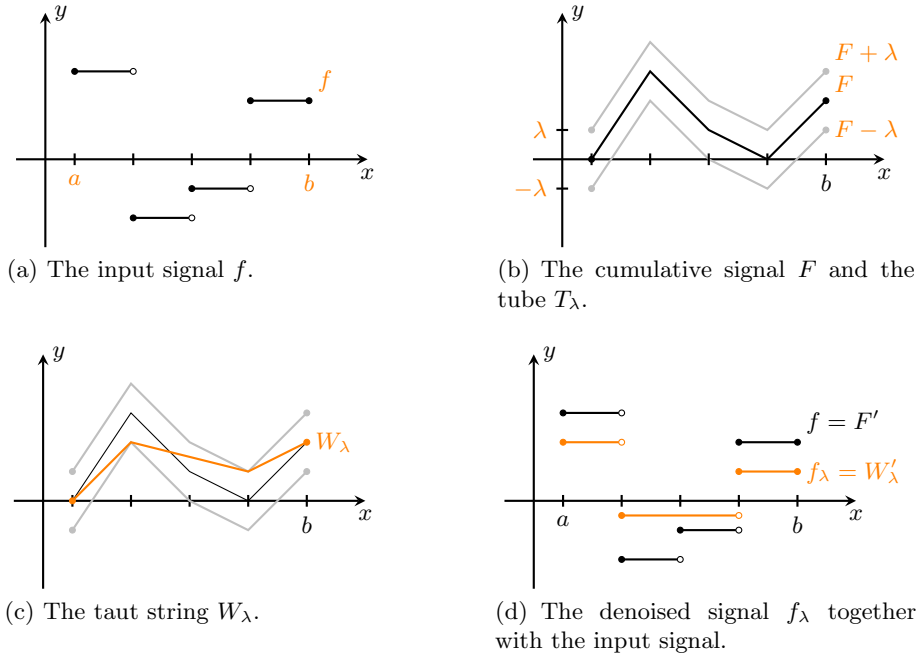 y
f
a
b
x
(a) The input signal f.
y
F + λ
F
λ
F − λ
−λ
b
x
(b) The cumulative signal F and the
tube T_λ.
y
W_λ
b
x
(c) The taut string W_λ.
y
f = F′
f_λ = W′_λ
a
b
x
(d) The denoised signal f_λ together
with the input signal.